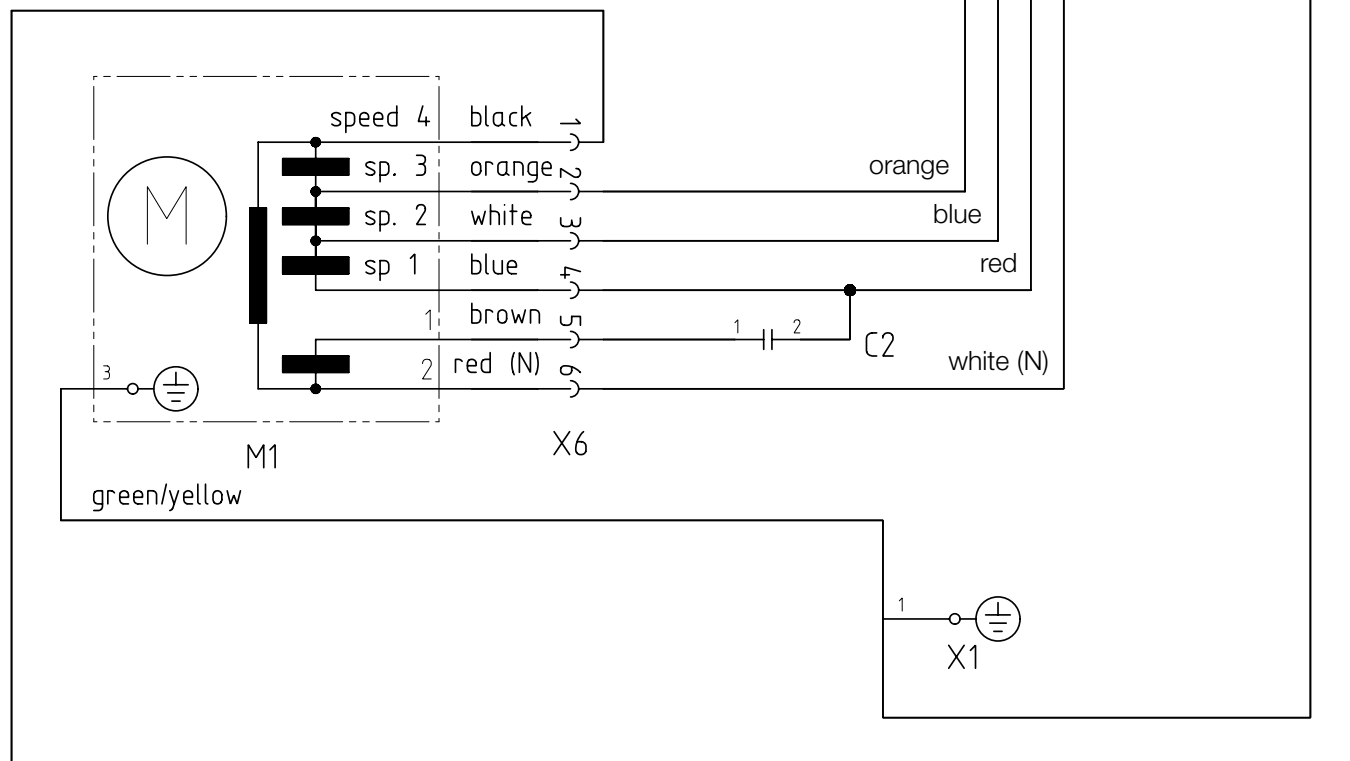 speed 4 black 1
sp. 3 orange 2 orange
sp. 2 white 3 blue
sp 1 blue 4 red
1 brown 5 1 2 C2
2 red (N) 6 white (N)
3
M
M1 X6
green/yellow
1
X1